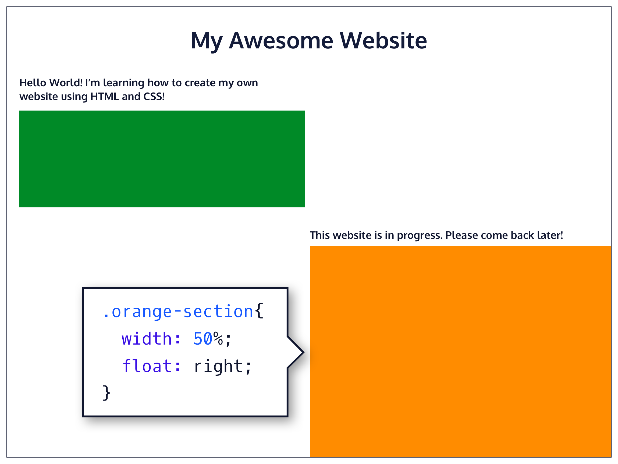 My Awesome Website
Hello World! I'm learning how to create my own
website using HTML and CSS!
This website is in progress. Please come back later!
.orange-section{
width: 50%;
float: right;
}